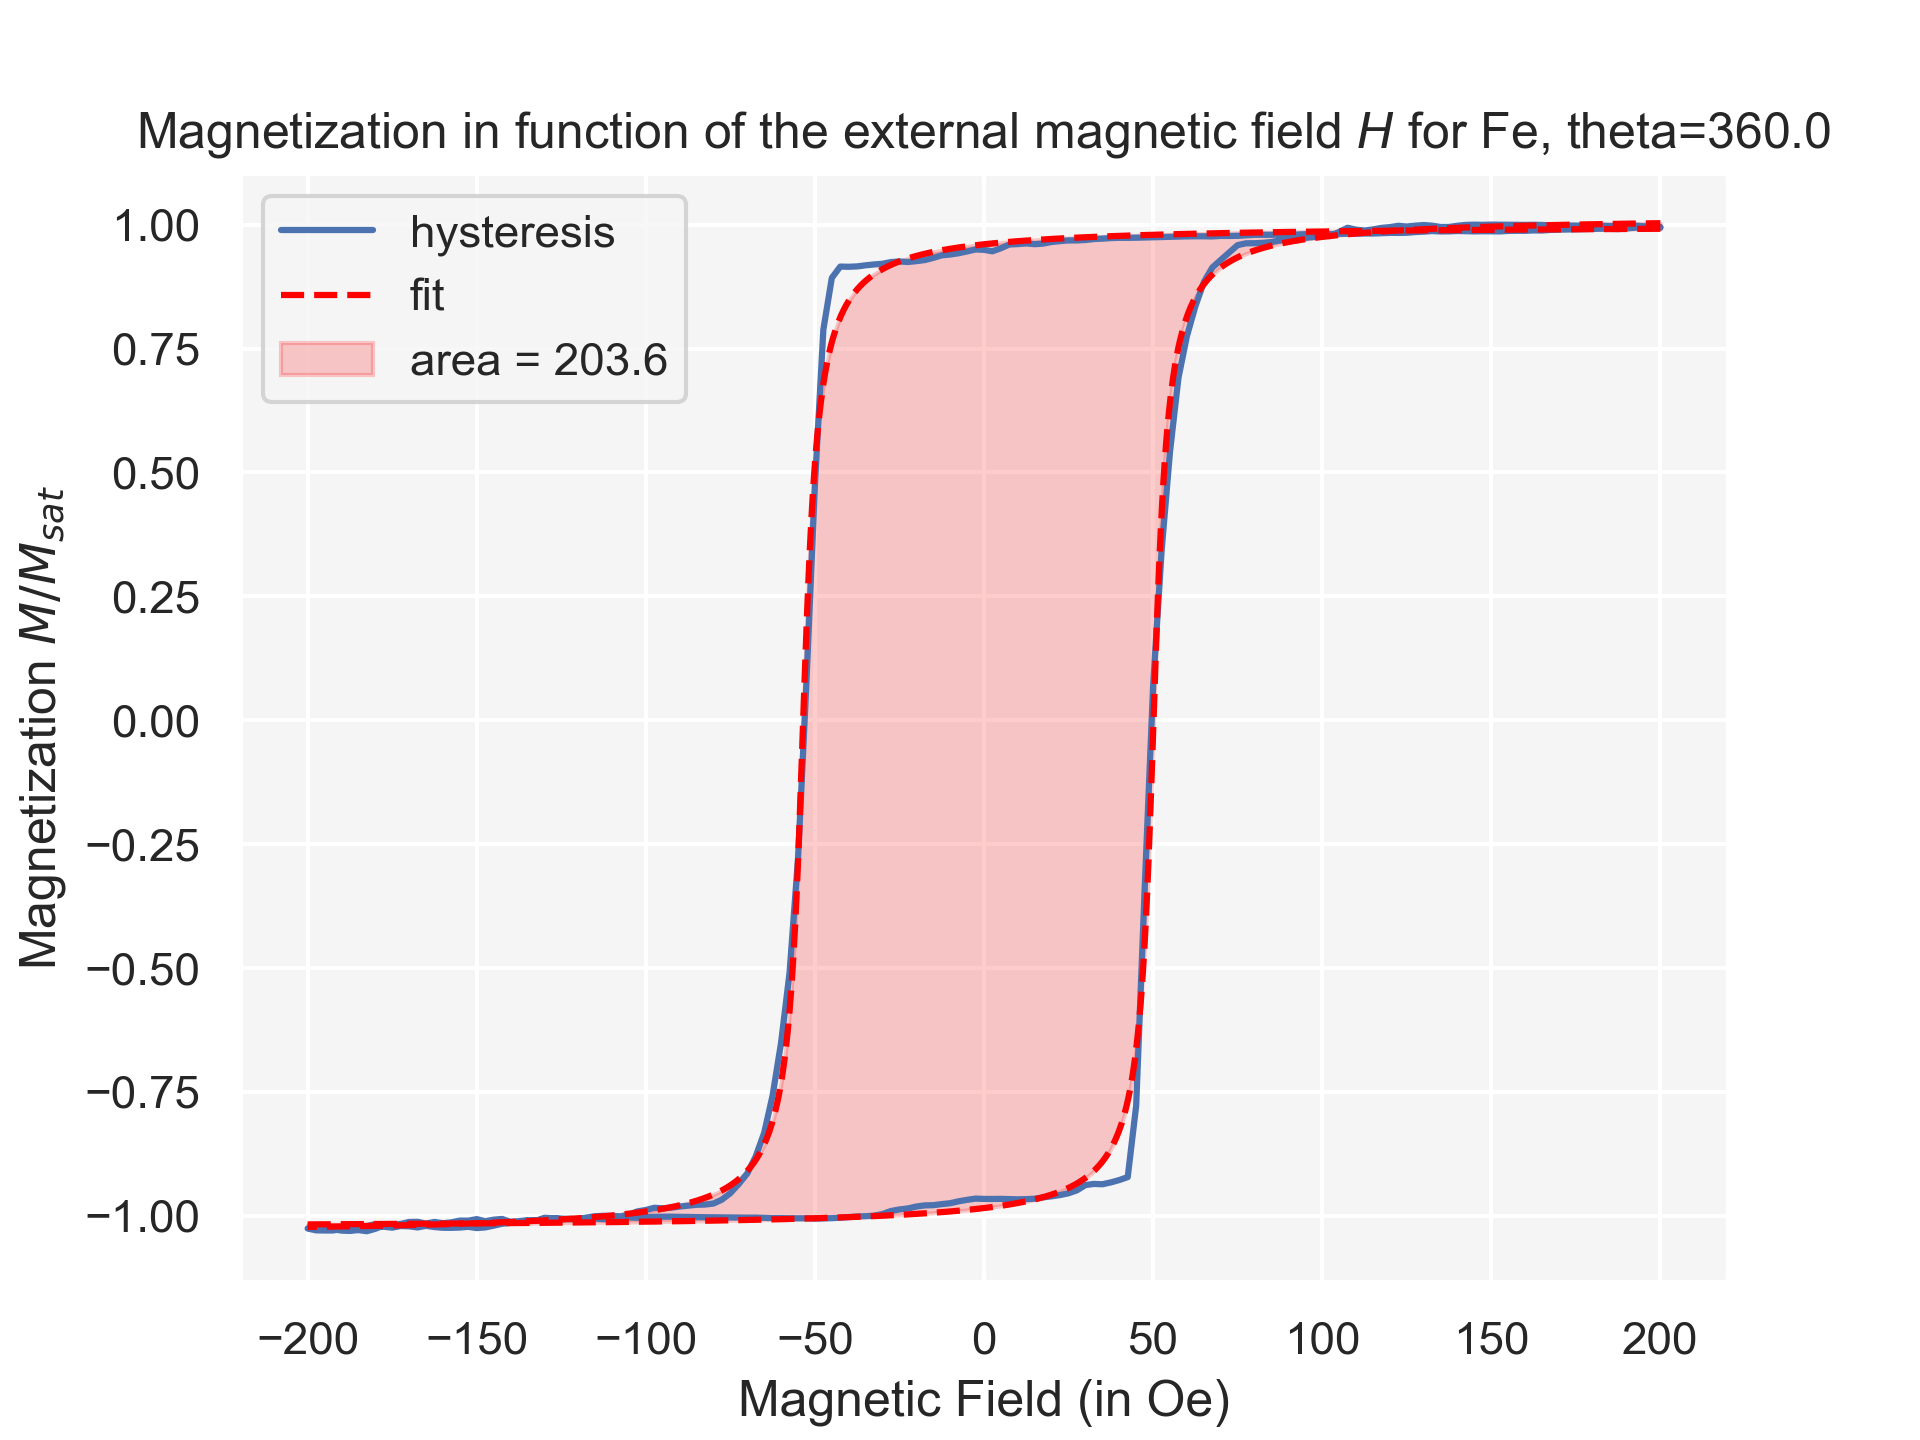 Magnetization in function of the external magnetic field H for Fe, theta=360.0
hysteresis
fit
area = 203.6
1.00
0.75
0.50
0.25
0.00
−0.25
−0.50
−0.75
−1.00
Magnetization M/M_sat
−200 −150 −100 −50 0 50 100 150 200
Magnetic Field (in Oe)